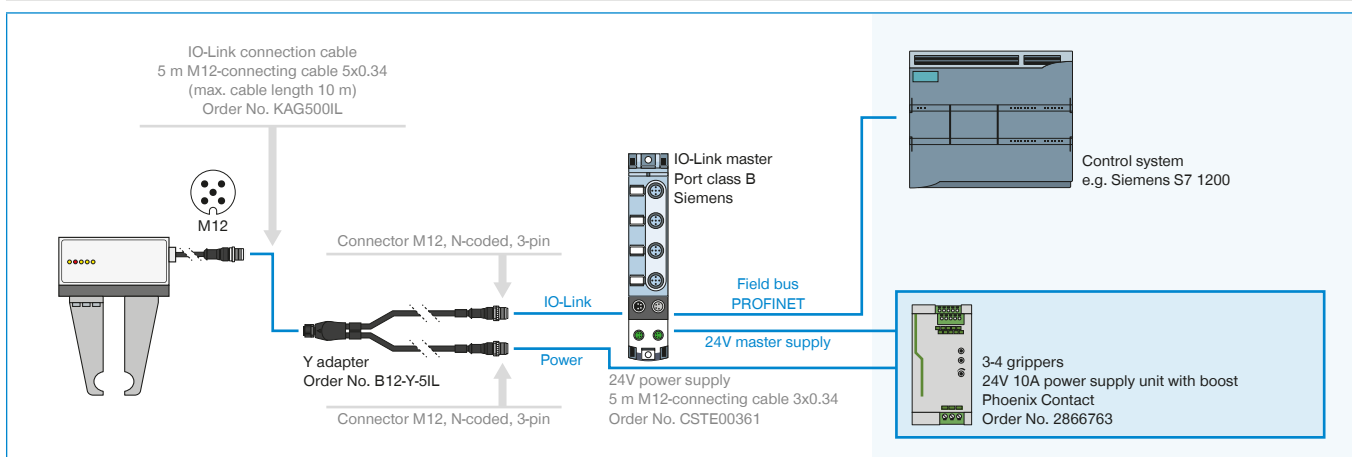 IO-Link connection cable
5 m M12-connecting cable 5x0.34
(max. cable length 10 m)
Order No. KAG500IL
M12
Connector M12, N-coded, 3-pin
IO-Link
Y adapter
Order No. B12-Y-5IL
Power
Connector M12, N-coded, 3-pin
IO-Link master
Port class B
Siemens
Field bus
PROFINET
24V master supply
24V power supply
5 m M12-connecting cable 3x0.34
Order No. CSTE00361
Control system
e.g. Siemens S7 1200
3-4 grippers
24V 10A power supply unit with boost
Phoenix Contact
Order No. 2866763